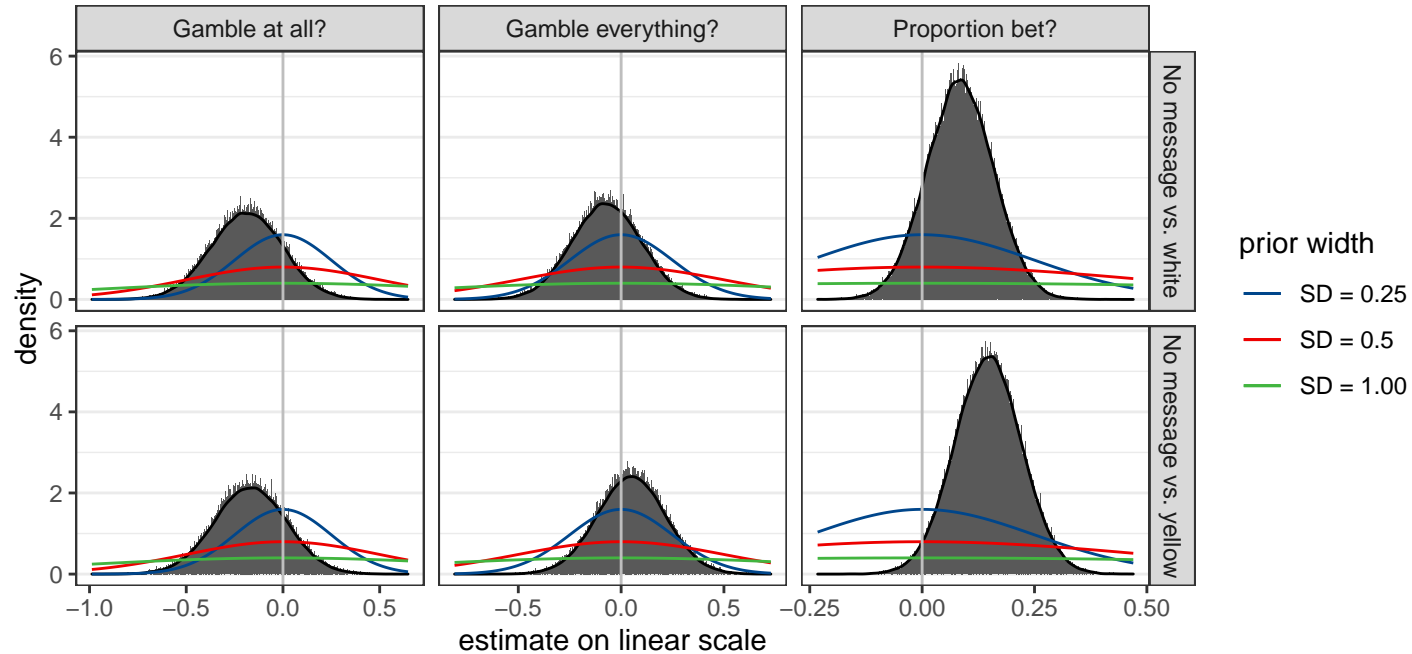 Gamble at all?
Gamble everything?
Proportion bet?
6
4
2
0
No message vs. white
6
4
2
0
No message vs. yellow
density
−1.0
−0.5
0.0
0.5
−0.5
0.0
0.5
−0.25
0.00
0.25
0.50
estimate on linear scale
prior width
SD = 0.25
SD = 0.5
SD = 1.00